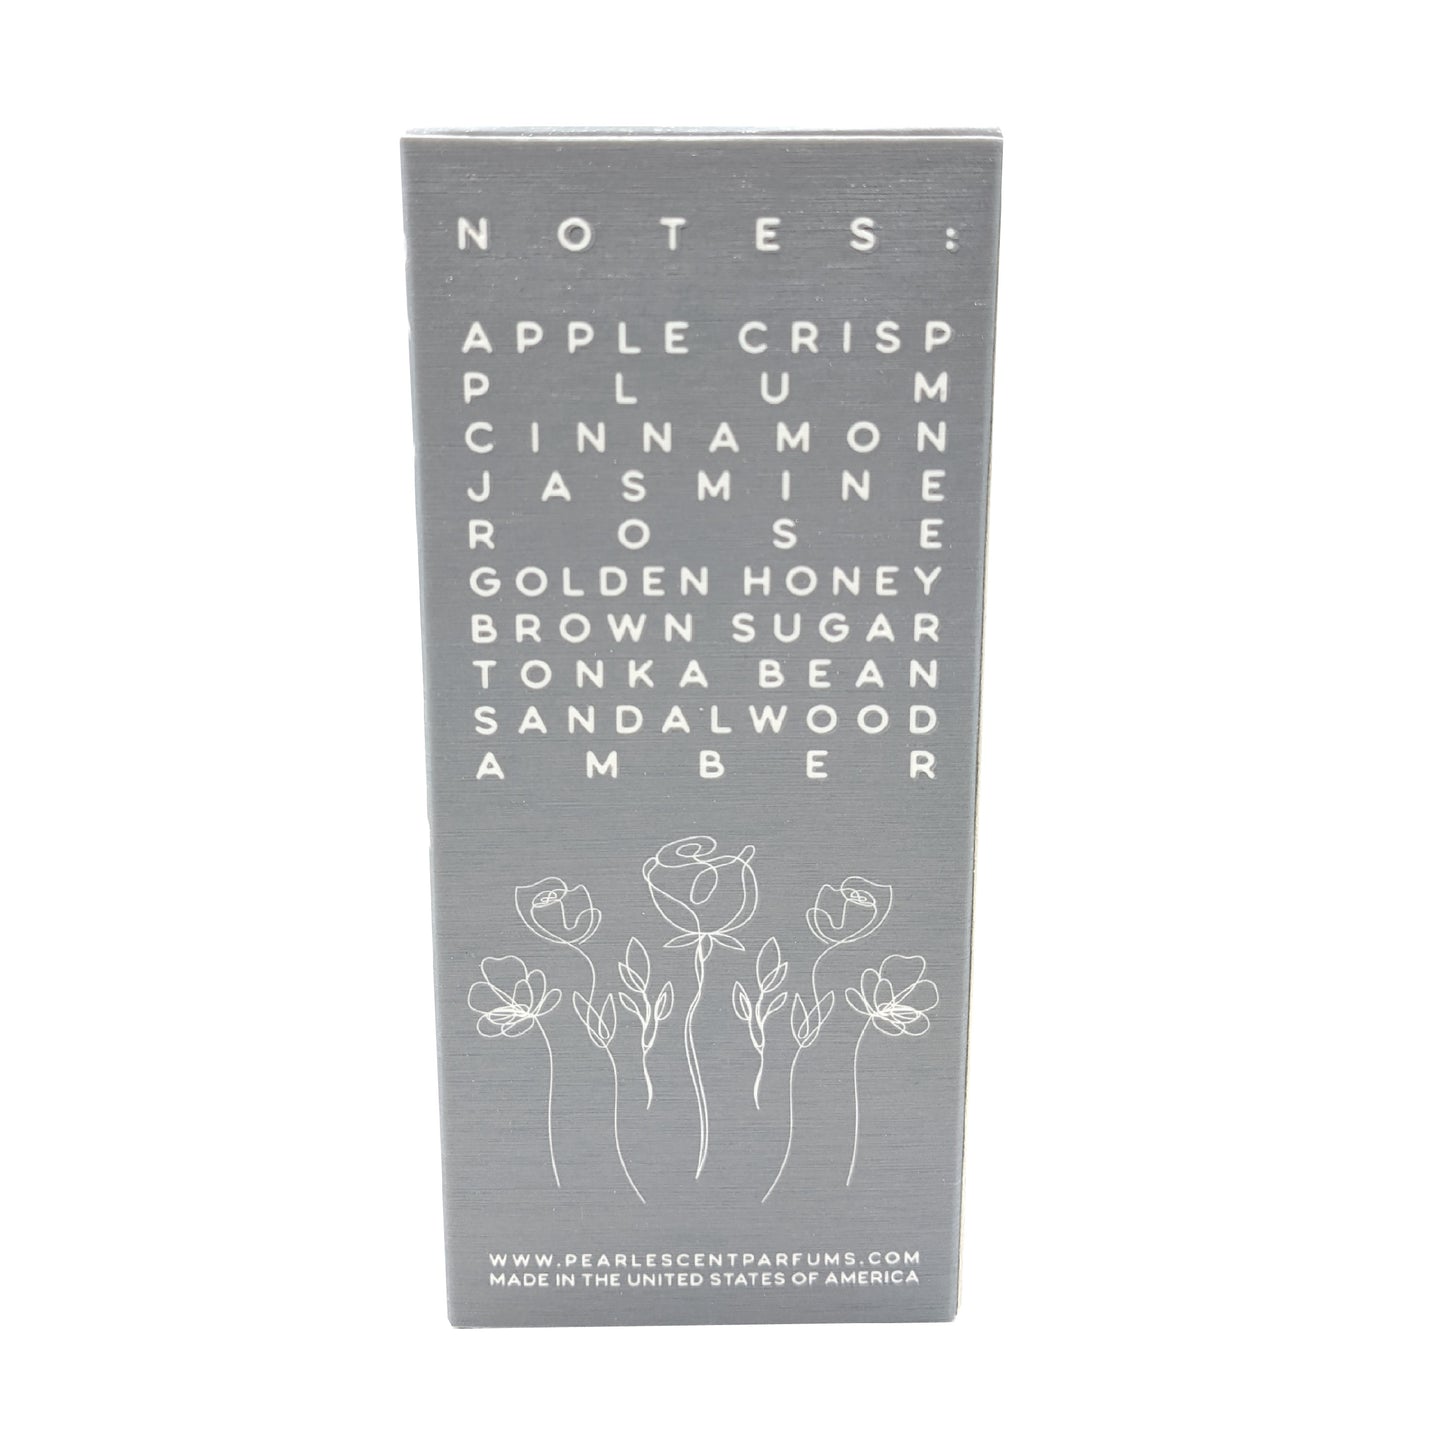 NOTES:
APPLE CRISP
PLUM
CINNAMON
JASMINE
ROSE
GOLDEN HONEY
BROWN SUGAR
TONKA BEAN
SANDALWOOD
AMBER
WWW.PEARLESCENTPARFUMS.COM
MADE IN THE UNITED STATES OF AMERICA